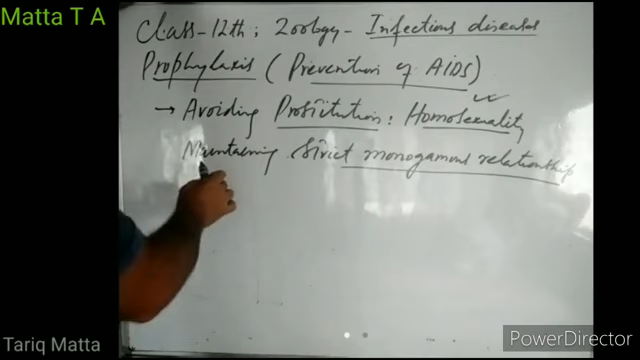 Matta T A
Class-12th; Zoology - Infectious diseases
Prophylaxis (Prevention of AIDS)
→ Avoiding Prostitution: Homosexuality
Maintaining Strict monogamous relationship
Tariq Matta
PowerDirector